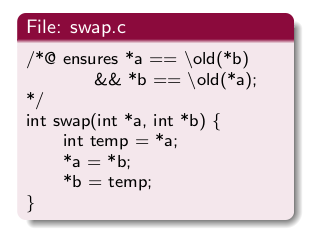 File: swap.c
/*@ ensures *a == \old(*b)
&& *b == \old(*a);
*/
int swap(int *a, int *b) {
int temp = *a;
*a = *b;
*b = temp;
}